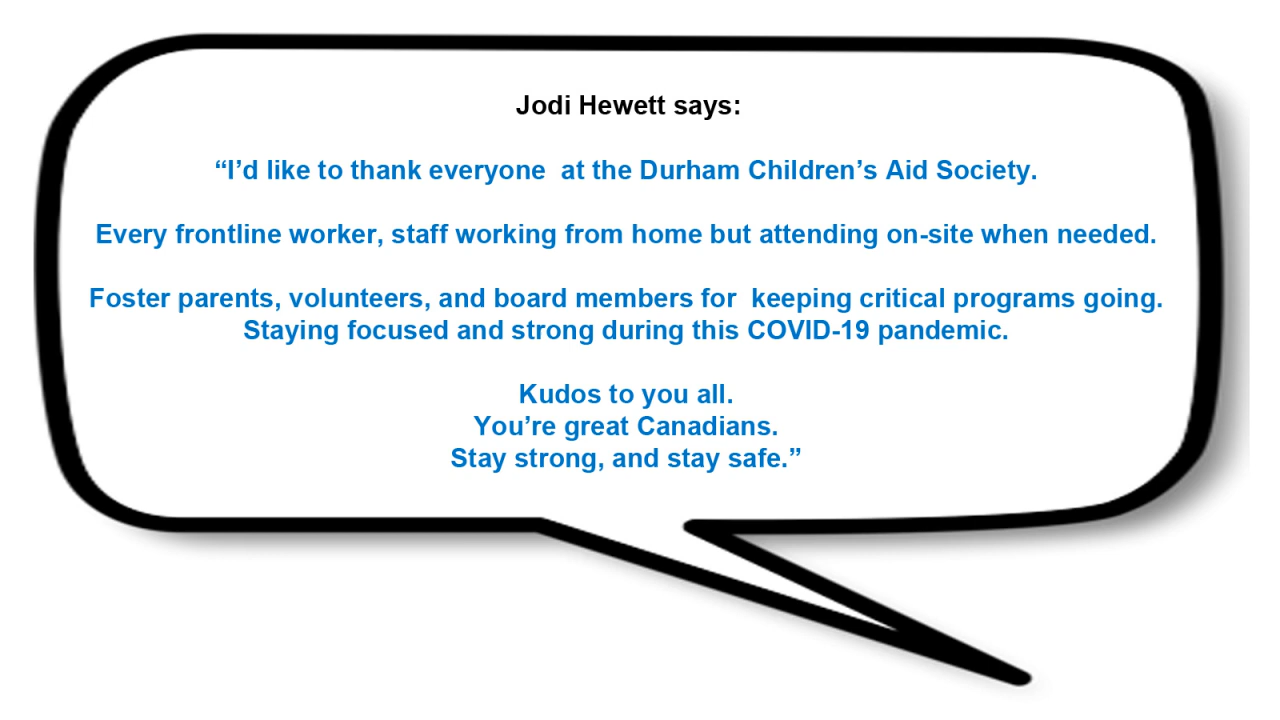 Jodi Hewett says:
“I’d like to thank everyone  at the Durham Children’s Aid Society.
Every frontline worker, staff working from home but attending on-site when needed.
Foster parents, volunteers, and board members for  keeping critical programs going.
Staying focused and strong during this COVID-19 pandemic.
Kudos to you all.
You’re great Canadians.
Stay strong, and stay safe.”